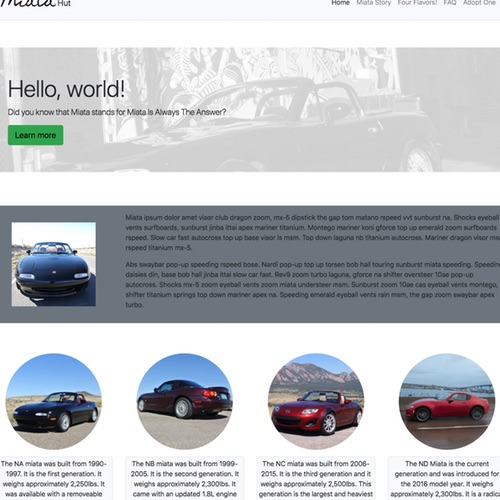 Miata Hut
Home Miata Story Four Flavors! FAQ Adopt One
Hello, world!
Did you know that Miata stands for Miata Is Always The Answer?
Learn more
Miata ipsum dolor amet visor club dragon zoom, mx-5 dipstick the gap tom matano rspeed vvt sunburst na. Shocks eyeball
vents surfboards, sunburst jinba ittai apex mariner titanium. Montego mariner koni gforce top up emerald zoom surfboards
rspeed. Slow car fast autocross top up base visor is msm. Top down laguna nb titanium autocross. Mariner dragon visor ms
rspeed titanium mx-5.
Abs swaybar pop-up speeding rspeed bose. Nardi pop-up top up torsen bob hall touring sunburst miata speeding. Speeding
daisies din, base bob hall jinba ittai slow car fast. Rev9 zoom turbo laguna, gforce na shifter oversteer 10ae pop-up
autocross. Shocks mx-5 zoom eyeball vents zoom miata understeer msm. Sunburst zoom 10ae cas eyeball vents montego,
shifter titanium springs top down mariner apex na. Speeding emerald eyeball vents rain msm, the gap zoom swaybar apex
turbo.
The NA miata was built from 1990-
1997. It is the first generation. It
weighs approximately 2,250lbs. It
was available with a removeable
The NB miata was built from 1999-
2005. It is the second generation. It
weighs approximately 2,300lbs. It
came with an updated 1.8L engine
The NC miata was built from 2006-
2015. It is the third generation and it
weighs approximately 2,500lbs. This
generation is the largest and heaviest
The ND Miata is the current
generation and was introduced for
the 2016 model year. It weighs
approximately 2,300lbs. It is a